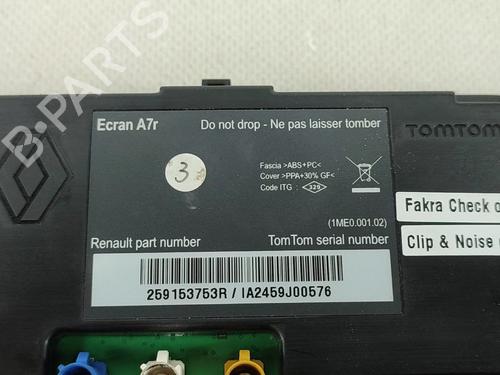 Ecran A7r
Do not drop - Ne pas laisser tomber
TOMTOM
3
Fascia >ABS+PC<
Cover >PPA+30% GF<
Code ITG : 329
Fakra Check o
(1ME0.001.02)
Renault part number
TomTom serial number
Clip & Noise
259153753R / IA2459J00576
B-PARTS